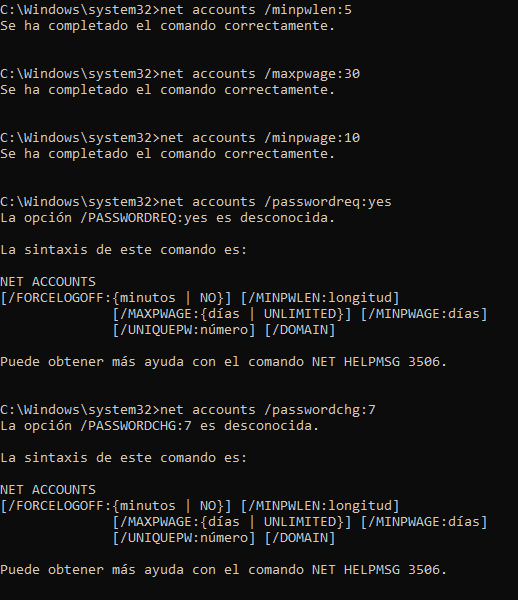 C:\Windows\system32>net accounts /minpwlen:5
Se ha completado el comando correctamente.
C:\Windows\system32>net accounts /maxpwage:30
Se ha completado el comando correctamente.
C:\Windows\system32>net accounts /minpwage:10
Se ha completado el comando correctamente.
C:\Windows\system32>net accounts /passwordreq:yes
La opción /PASSWORDREQ:yes es desconocida.
La sintaxis de este comando es:
NET ACCOUNTS
[/FORCELOGOFF:{minutos | NO}] [/MINPWLEN:longitud]
[/MAXPWAGE:{días | UNLIMITED}] [/MINPWAGE:días]
[/UNIQUEPW:número] [/DOMAIN]
Puede obtener más ayuda con el comando NET HELPMSG 3506.
C:\Windows\system32>net accounts /passwordchg:7
La opción /PASSWORDCHG:7 es desconocida.
La sintaxis de este comando es:
NET ACCOUNTS
[/FORCELOGOFF:{minutos | NO}] [/MINPWLEN:longitud]
[/MAXPWAGE:{días | UNLIMITED}] [/MINPWAGE:días]
[/UNIQUEPW:número] [/DOMAIN]
Puede obtener más ayuda con el comando NET HELPMSG 3506.